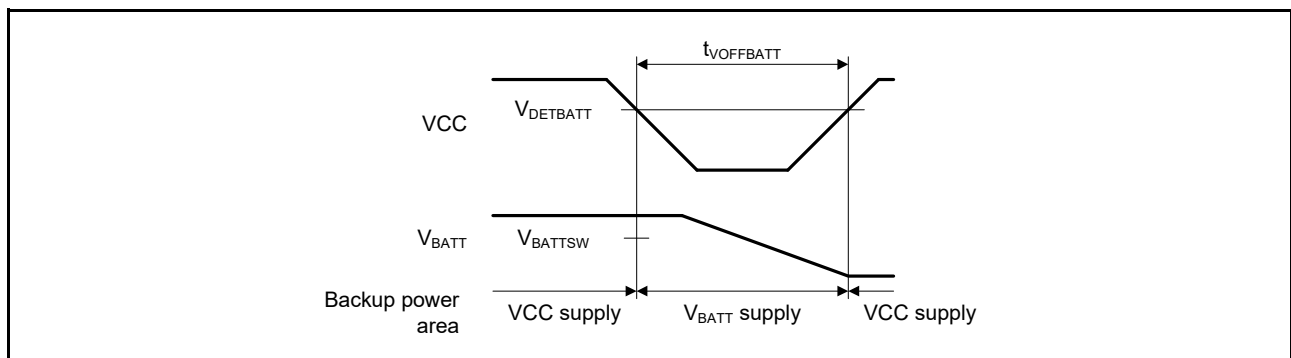 tVOFFBATT
VDETBATT
VCC
VBATT
VBATTSW
Backup power
area
VCC supply
VBATT supply
VCC supply